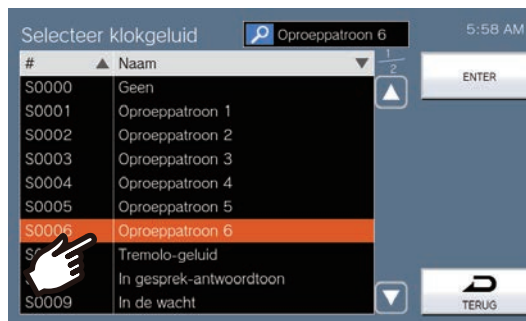 Selecteer klokgeluid Oproeppatroon 6 5:58 AM
# Naam 1/2
ENTER
S0000 Geen
S0001 Oproeppatroon 1
S0002 Oproeppatroon 2
S0003 Oproeppatroon 3
S0004 Oproeppatroon 4
S0005 Oproeppatroon 5
S0006 Oproeppatroon 6
Tremolo-geluid
In gesprek-antwoordtoon
S0009 In de wacht
TERUG